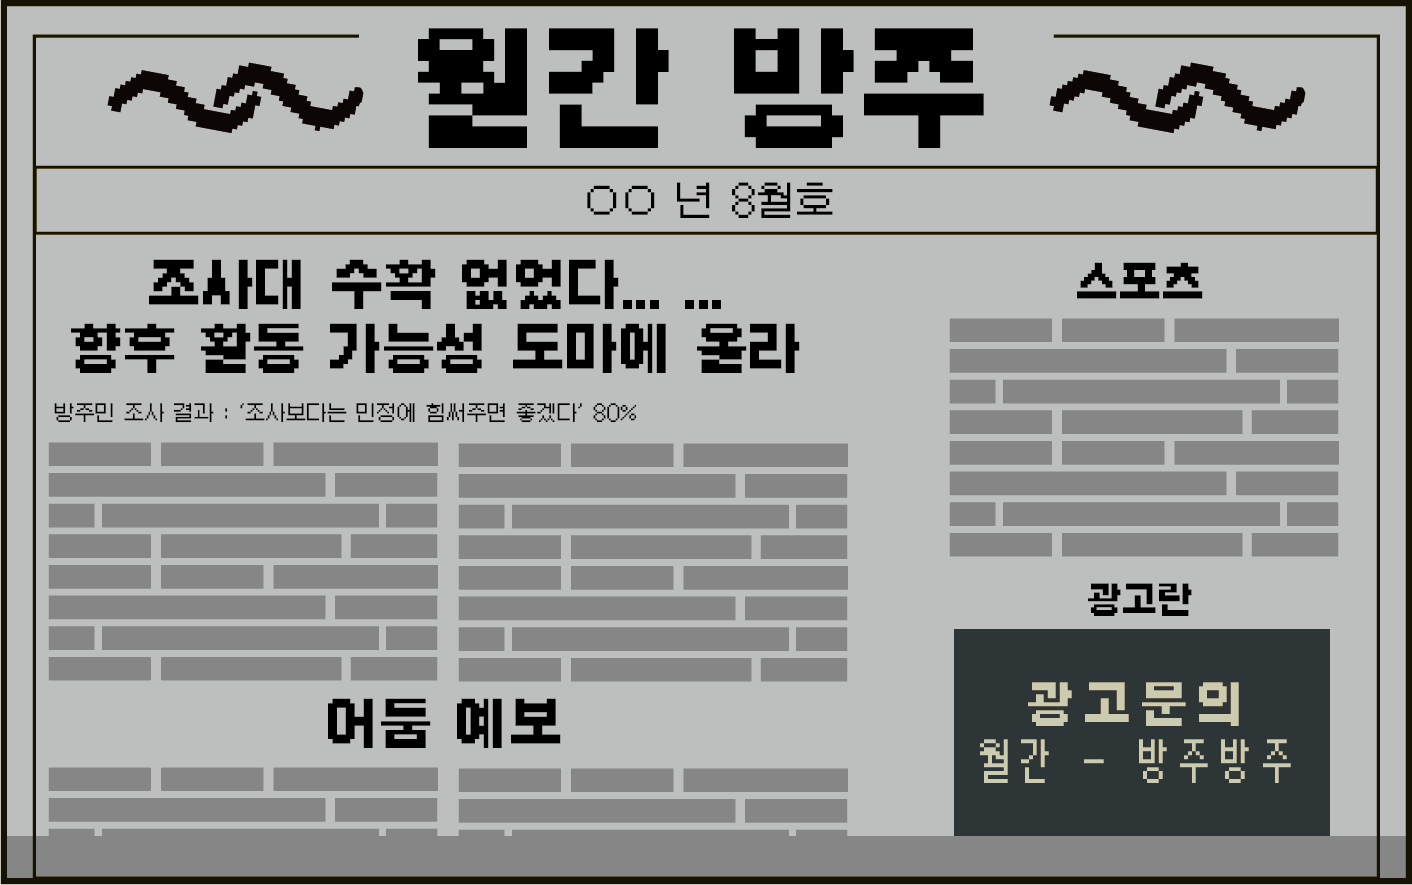 월간 방주
○○ 년 8월호
조사대 수확 없었다... ...
향후 활동 가능성 도마에 올라
방주민 조사 결과 : ‘조사보다는 민정에 힘써주면 좋겠다’ 80%
어둠 예보
스포츠
광고란
광고문의
월간 - 방주방주